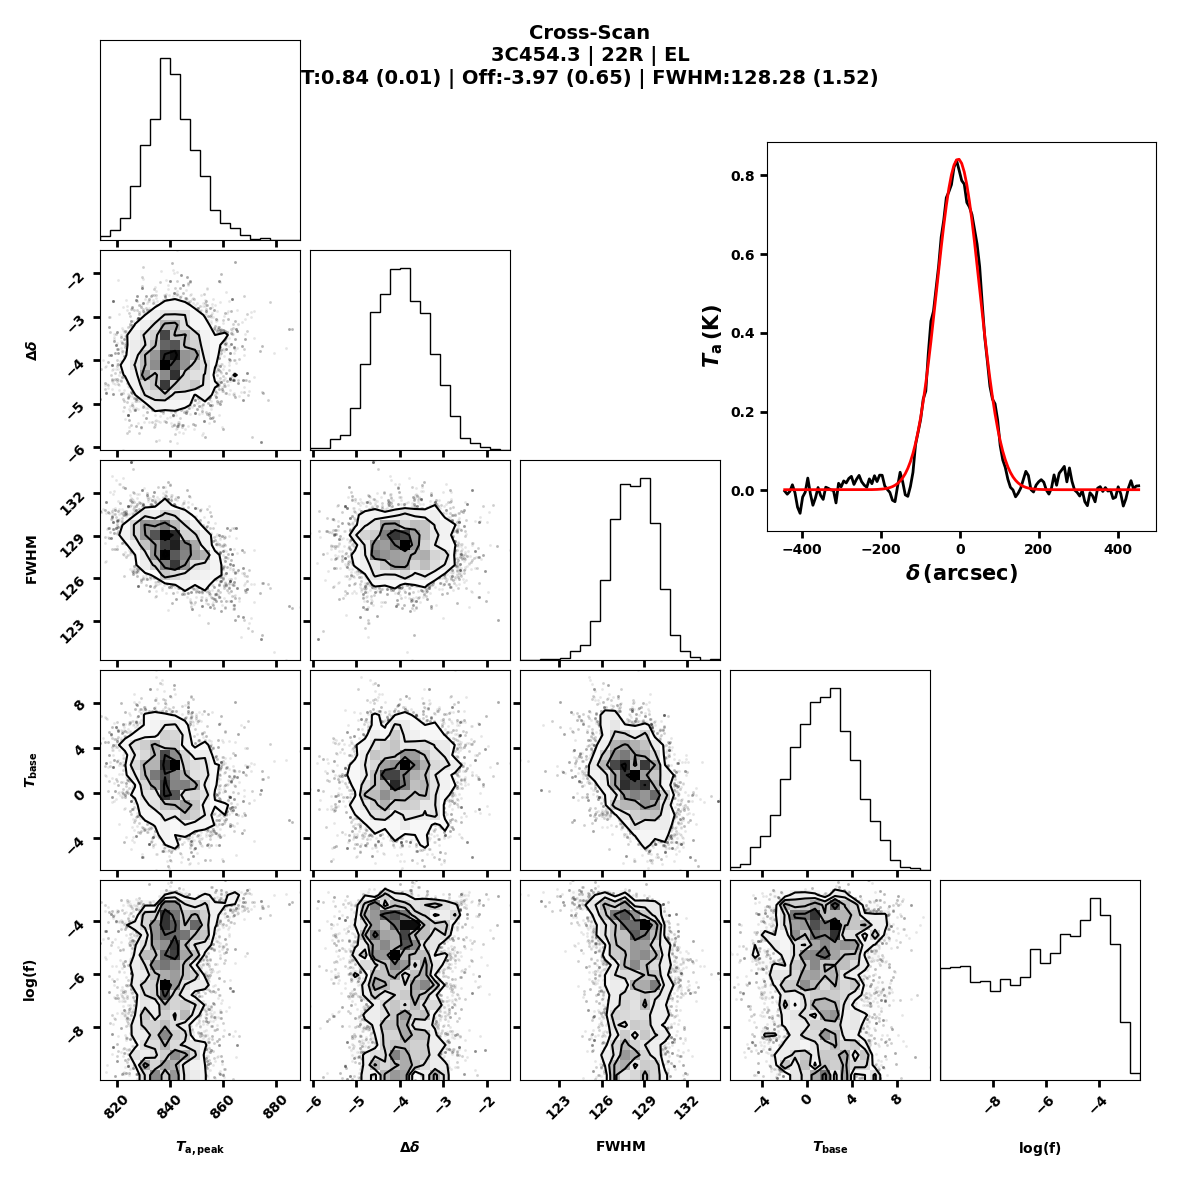 Cross-Scan
3C454.3 | 22R | EL
T:0.84 (0.01) | Off:-3.97 (0.65) | FWHM:128.28 (1.52)
0.8
0.6
0.4
0.2
0.0
Ta (K)
−400 −200 0 200 400
δ (arcsec)
−2
−3
−4
−5
−6
Δδ
132
129
126
123
FWHM
8
4
0
−4
Tbase
−4
−6
−8
log(f)
820 840 860 880
−6 −5 −4 −3 −2
123 126 129 132
−4 0 4 8
−8 −6 −4
Ta,peak Δδ FWHM Tbase log(f)